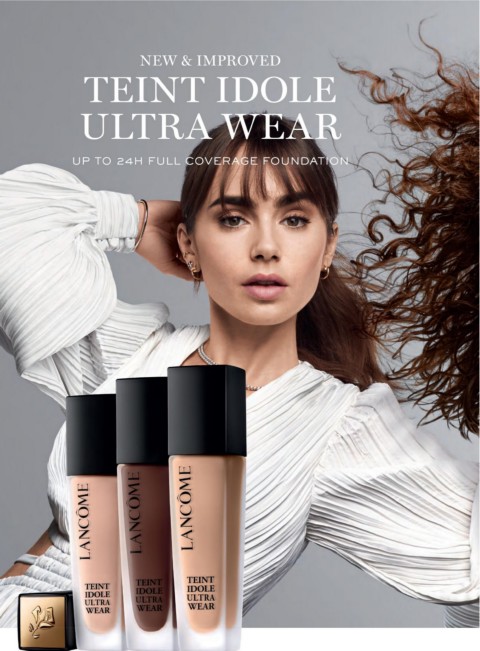 NEW & IMPROVED
TEINT IDOLE
ULTRA WEAR
UP TO 24H FULL COVERAGE FOUNDATION
LANCÔME
TEINT
IDOLE
ULTRA
WEAR
LANCÔME
TEINT
IDOLE
ULTRA
WEAR
LANCÔME
TEINT
IDOLE
ULTRA
WEAR